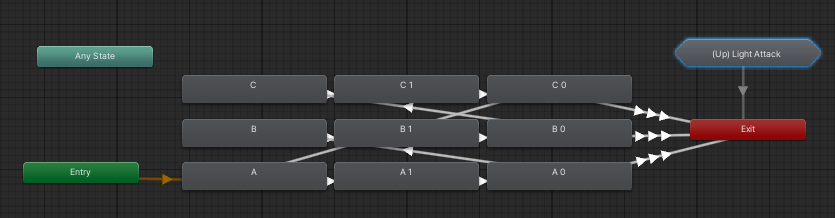 Any State
(Up) Light Attack
C
C 1
C 0
B
B 1
B 0
Exit
Entry
A
A 1
A 0